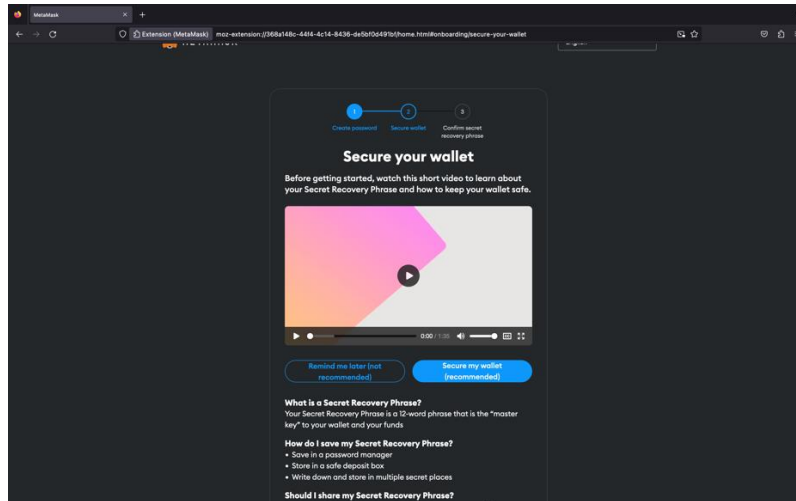 MetaMask
Extension (MetaMask) moz-extension://368a148c-44f4-4c14-8436-de5bf0d491bf/home.html#onboarding/secure-your-wallet
1
2
3
Create password
Secure wallet
Confirm secret
recovery phrase
Secure your wallet
Before getting started, watch this short video to learn about
your Secret Recovery Phrase and how to keep your wallet safe.
0:00 / 1:35
Remind me later (not
recommended)
Secure my wallet
(recommended)
What is a Secret Recovery Phrase?
Your Secret Recovery Phrase is a 12-word phrase that is the “master
key” to your wallet and your funds
How do I save my Secret Recovery Phrase?
• Save in a password manager
• Store in a safe deposit box
• Write down and store in multiple secret places
Should I share my Secret Recovery Phrase?